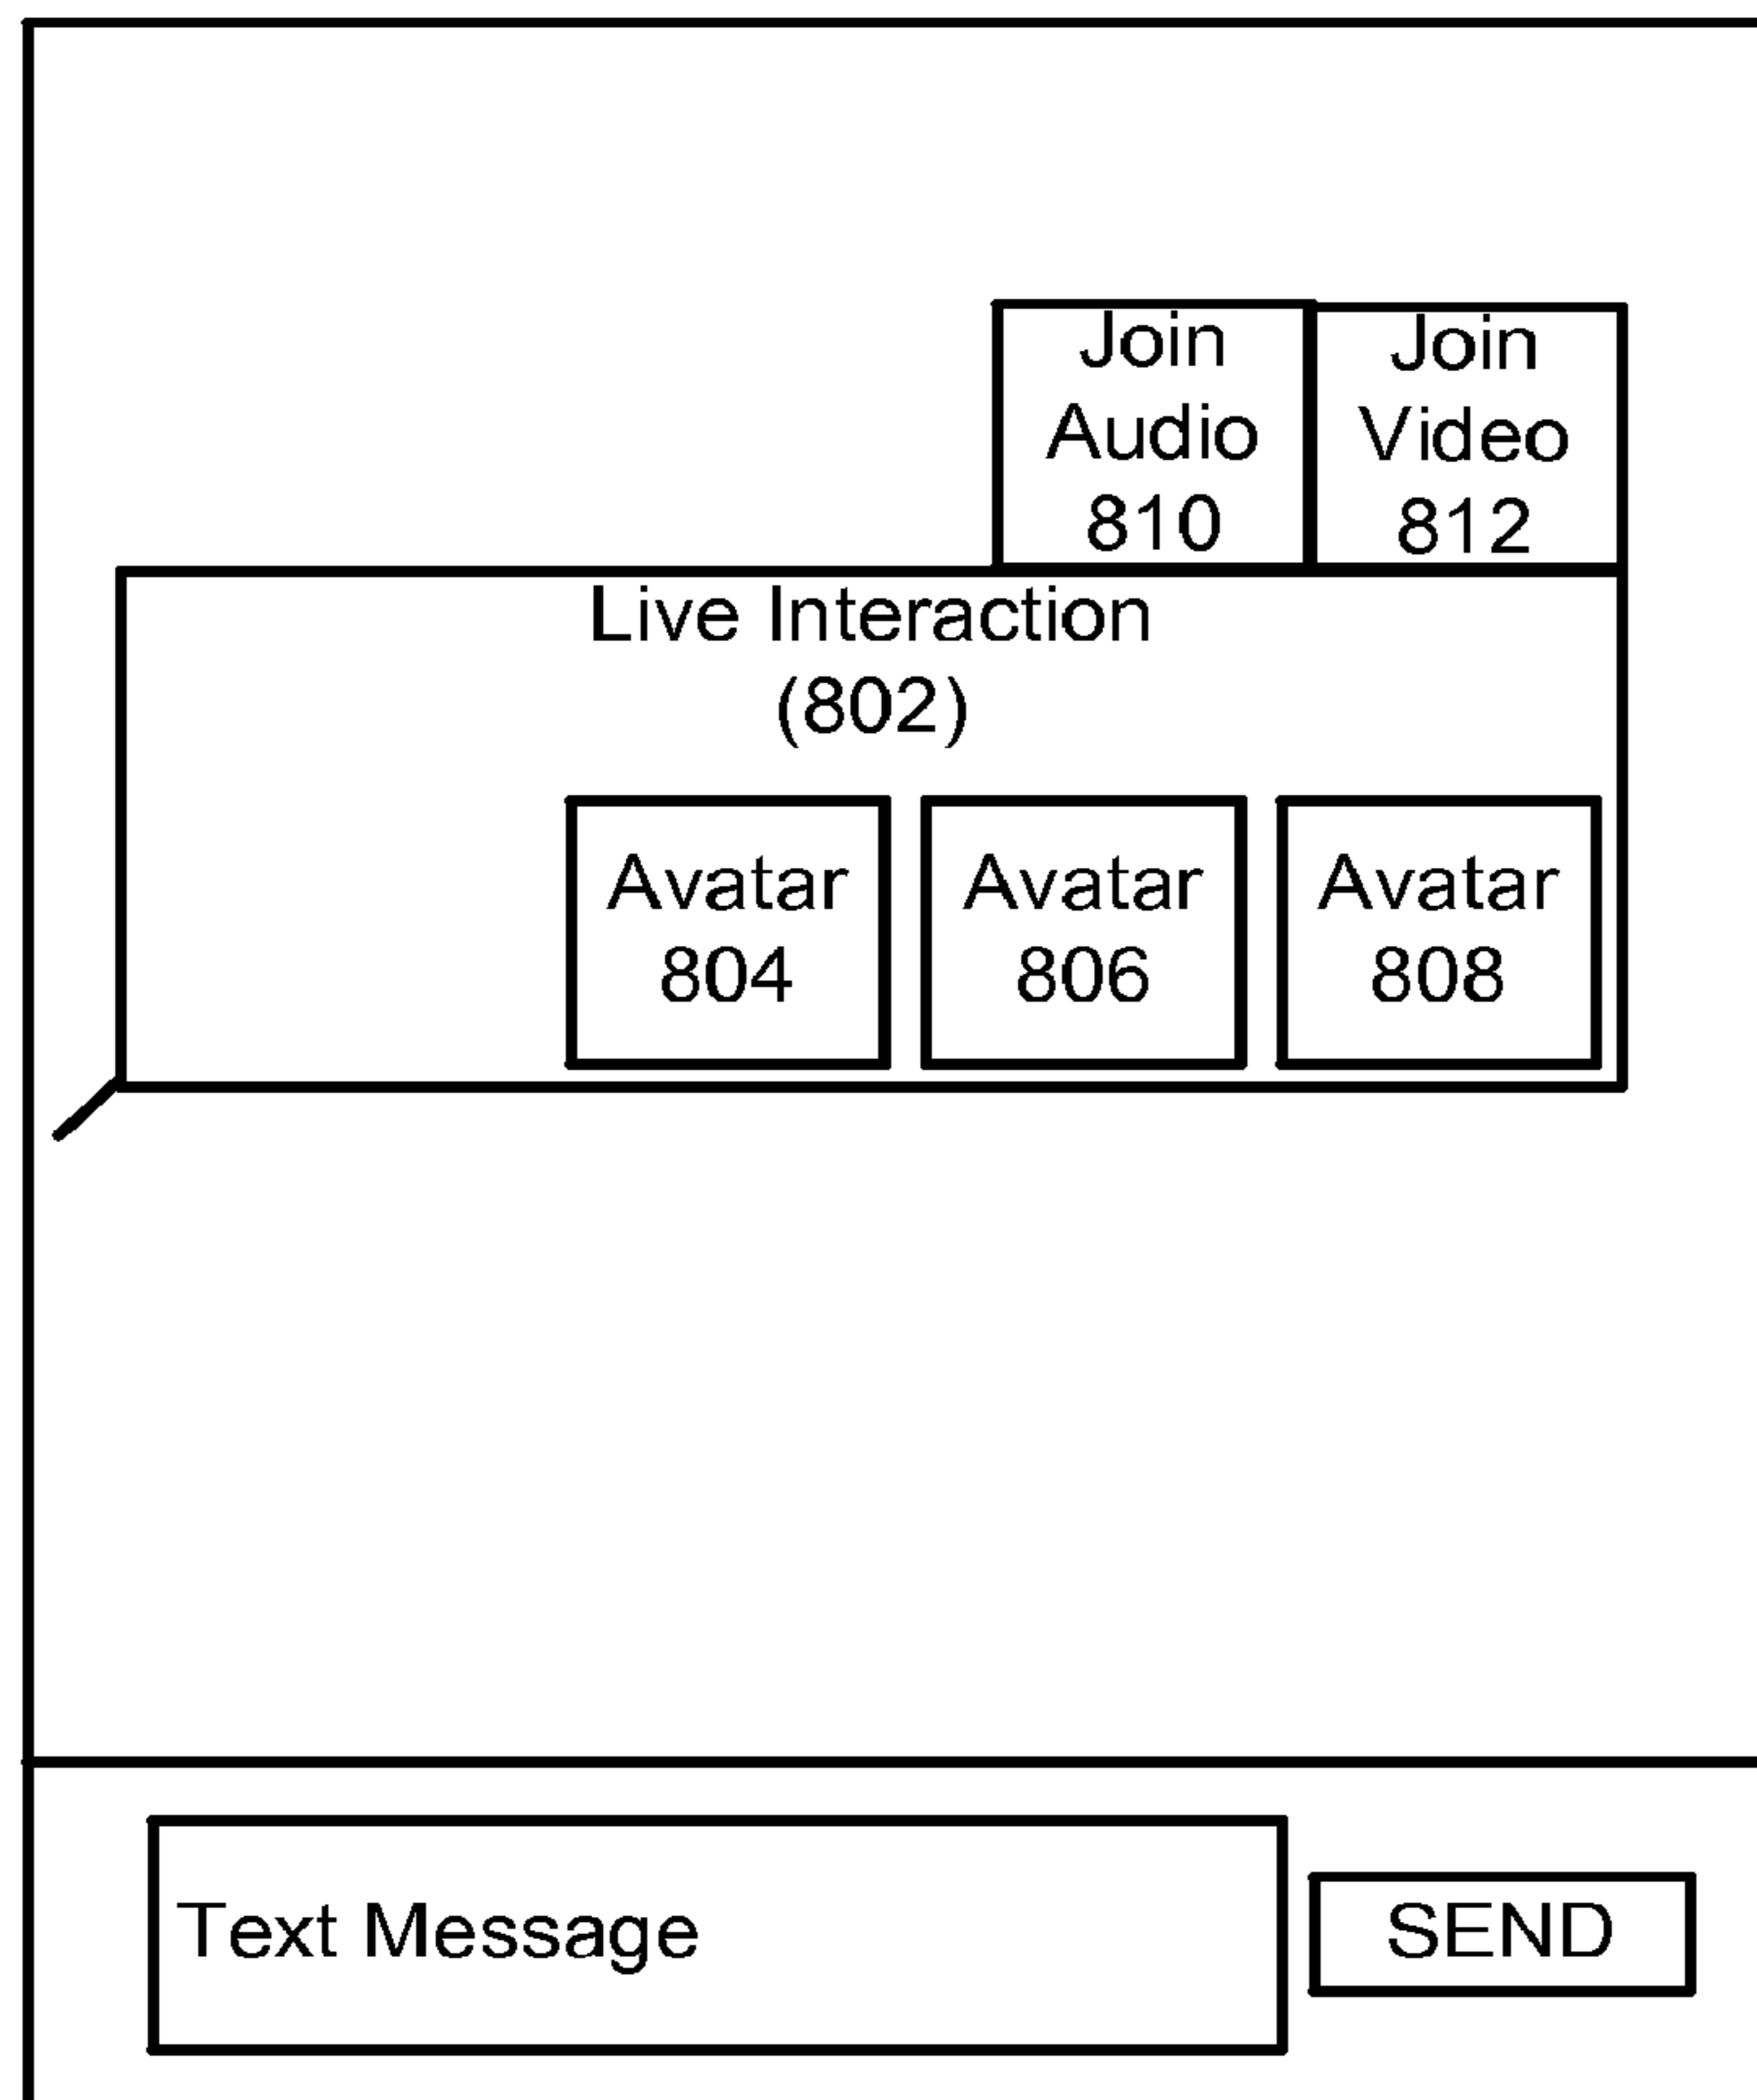 Join
Audio
810
Join
Video
812
Live Interaction
(802)
Avatar
804
Avatar
806
Avatar
808
Text Message
SEND